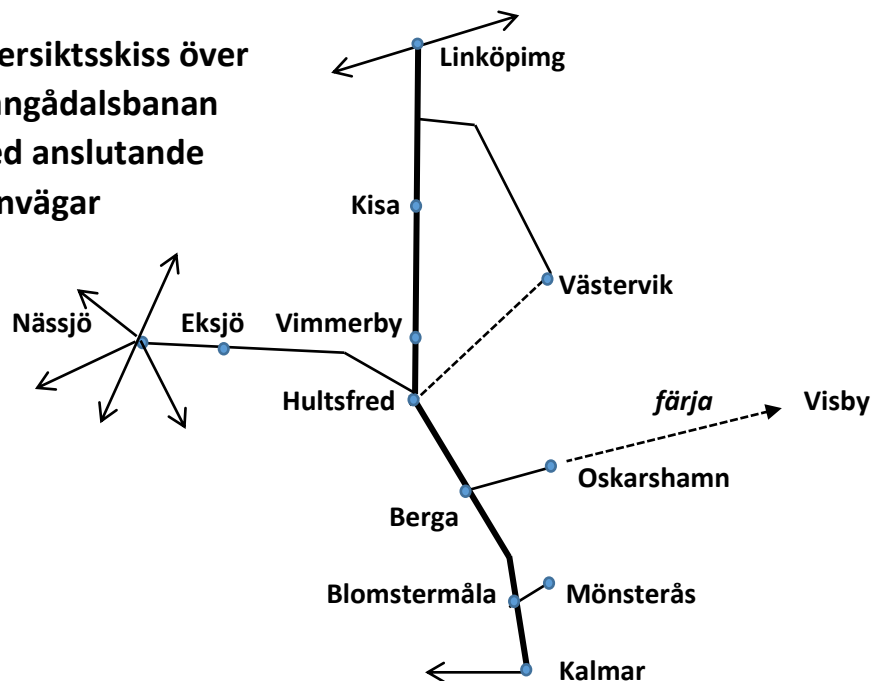 ersiktsskiss över
ångådalsbanan
ed anslutande
nvägar
Linköpimg
Kisa
Västervik
Nässjö
Eksjö
Vimmerby
Hultsfred
färja
Visby
Oskarshamn
Berga
Blomstermåla
Mönsterås
Kalmar